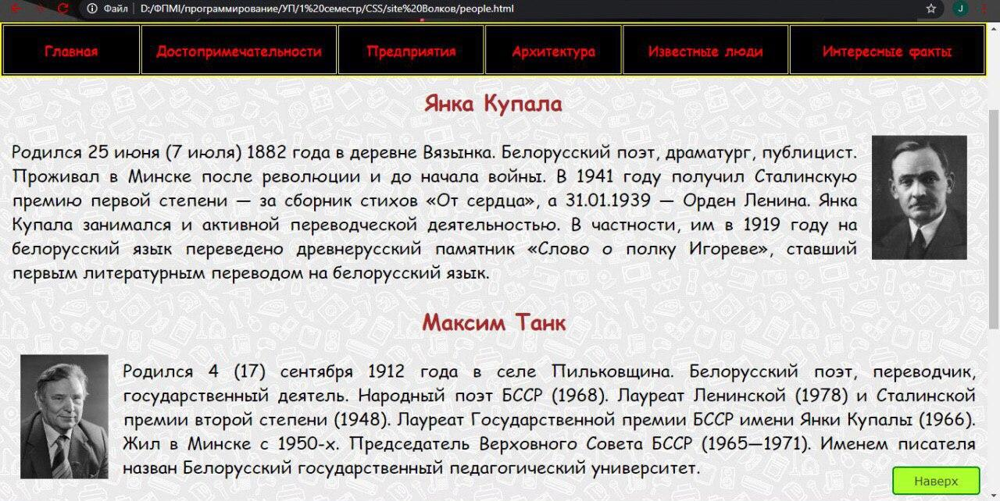 Файл | D:/ФПМІ/программирование/УП/1%20семестр/CSS/site%20Волков/people.html
J
Главная Достопримечательности Предприятия Архитектура Известные люди Интересные факты
Янка Купала
Родился 25 июня (7 июля) 1882 года в деревне Вязынка. Белорусский поэт, драматург, публицист.
Проживал в Минске после революции и до начала войны. В 1941 году получил Сталинскую
премию первой степени — за сборник стихов «От сердца», а 31.01.1939 — Орден Ленина. Янка
Купала занимался и активной переводческой деятельностью. В частности, им в 1919 году на
белорусский язык переведено древнерусский памятник «Слово о полку Игореве», ставший
первым литературным переводом на белорусский язык.
Максим Танк
Родился 4 (17) сентября 1912 года в селе Пильковщина. Белорусский поэт, переводчик,
государственный деятель. Народный поэт БССР (1968). Лауреат Ленинской (1978) и Сталинской
премии второй степени (1948). Лауреат Государственной премии БССР имени Янки Купалы (1966).
Жил в Минске с 1950-х. Председатель Верховного Совета БССР (1965—1971). Именем писателя
назван Белорусский государственный педагогический университет.
Наверх